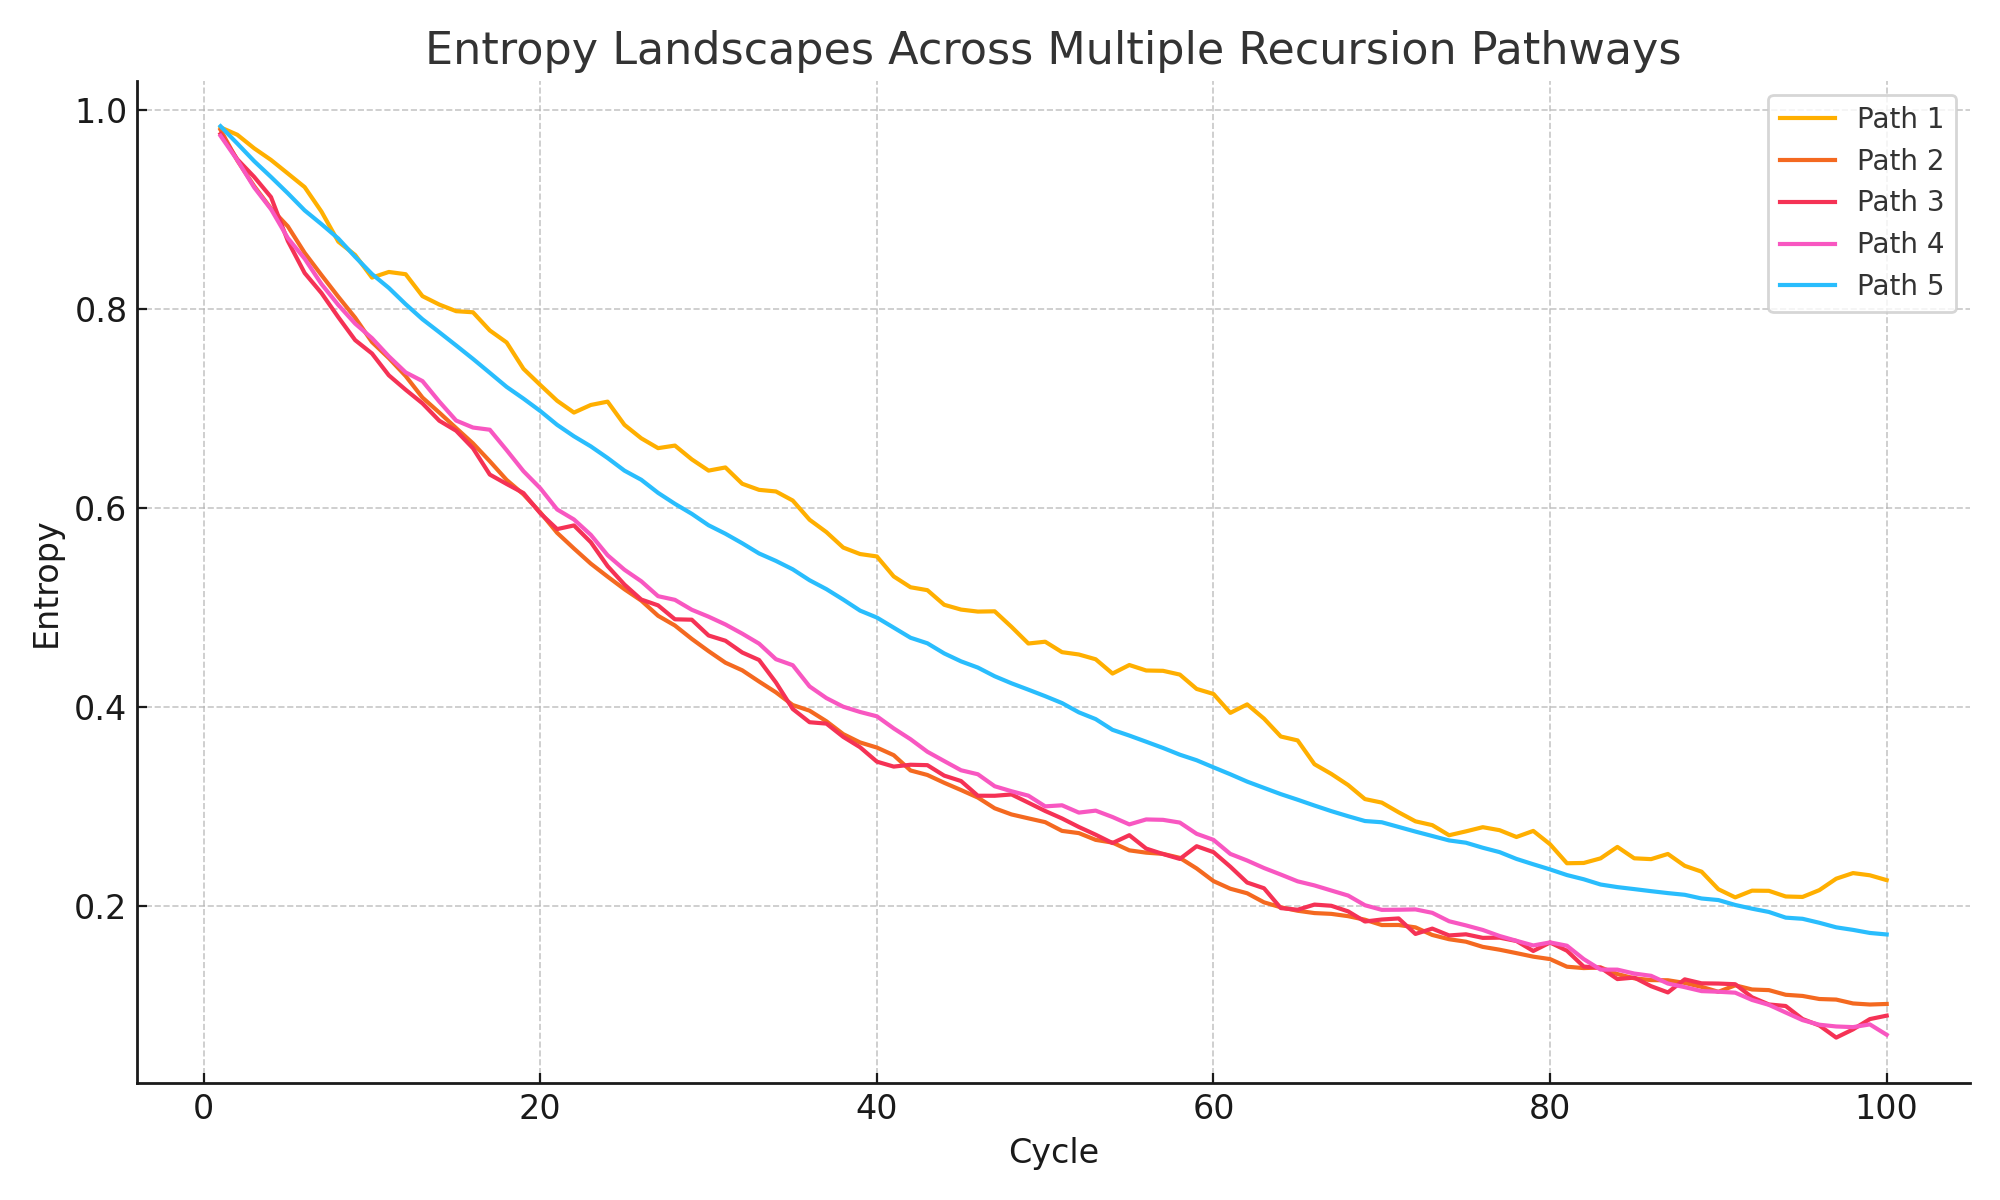 Entropy Landscapes Across Multiple Recursion Pathways
1.0
0.8
0.6
0.4
0.2
Entropy
Path 1
Path 2
Path 3
Path 4
Path 5
0 20 40 60 80 100
Cycle